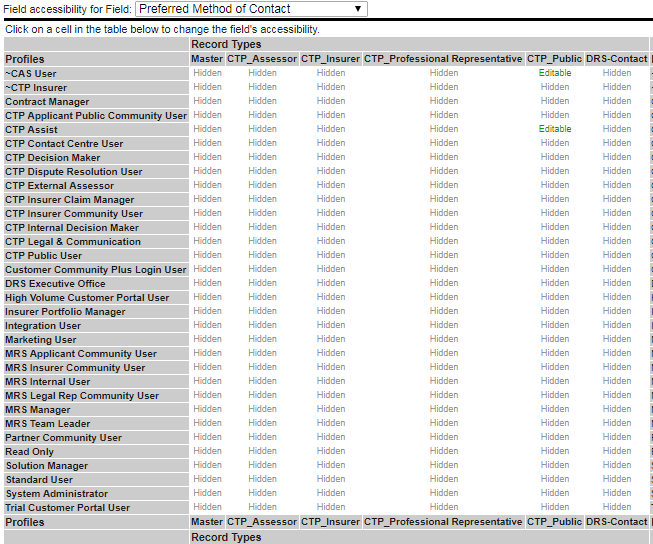 Field accessibility for Field: Preferred Method of Contact
Click on a cell in the table below to change the field's accessibility.
Record Types
Profiles Master CTP_Assessor CTP_Insurer CTP_Professional Representative CTP_Public DRS-Contact
~CAS User Hidden Hidden Hidden Hidden Editable Hidden
~CTP Insurer Hidden Hidden Hidden Hidden Hidden Hidden
Contract Manager Hidden Hidden Hidden Hidden Hidden Hidden
CTP Applicant Public Community User Hidden Hidden Hidden Hidden Hidden Hidden
CTP Assist Hidden Hidden Hidden Hidden Editable Hidden
CTP Contact Centre User Hidden Hidden Hidden Hidden Hidden Hidden
CTP Decision Maker Hidden Hidden Hidden Hidden Hidden Hidden
CTP Dispute Resolution User Hidden Hidden Hidden Hidden Hidden Hidden
CTP External Assessor Hidden Hidden Hidden Hidden Hidden Hidden
CTP Insurer Claim Manager Hidden Hidden Hidden Hidden Hidden Hidden
CTP Insurer Community User Hidden Hidden Hidden Hidden Hidden Hidden
CTP Internal Decision Maker Hidden Hidden Hidden Hidden Hidden Hidden
CTP Legal & Communication Hidden Hidden Hidden Hidden Hidden Hidden
CTP Public User Hidden Hidden Hidden Hidden Hidden Hidden
Customer Community Plus Login User Hidden Hidden Hidden Hidden Hidden Hidden
DRS Executive Office Hidden Hidden Hidden Hidden Hidden Hidden
High Volume Customer Portal User Hidden Hidden Hidden Hidden Hidden Hidden
Insurer Portfolio Manager Hidden Hidden Hidden Hidden Hidden Hidden
Integration User Hidden Hidden Hidden Hidden Hidden Hidden
Marketing User Hidden Hidden Hidden Hidden Hidden Hidden
MRS Applicant Community User Hidden Hidden Hidden Hidden Hidden Hidden
MRS Insurer Community User Hidden Hidden Hidden Hidden Hidden Hidden
MRS Internal User Hidden Hidden Hidden Hidden Hidden Hidden
MRS Legal Rep Community User Hidden Hidden Hidden Hidden Hidden Hidden
MRS Manager Hidden Hidden Hidden Hidden Hidden Hidden
MRS Team Leader Hidden Hidden Hidden Hidden Hidden Hidden
Partner Community User Hidden Hidden Hidden Hidden Hidden Hidden
Read Only Hidden Hidden Hidden Hidden Hidden Hidden
Solution Manager Hidden Hidden Hidden Hidden Hidden Hidden
Standard User Hidden Hidden Hidden Hidden Hidden Hidden
System Administrator Hidden Hidden Hidden Hidden Hidden Hidden
Trial Customer Portal User Hidden Hidden Hidden Hidden Hidden Hidden
Profiles Master CTP_Assessor CTP_Insurer CTP_Professional Representative CTP_Public DRS-Contact
Record Types